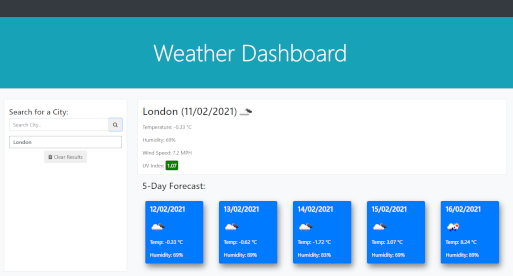 Weather Dashboard
Search for a City:
Search City..
London
Clear Results
London (11/02/2021)
Temperature: -0.33 °C
Humidity: 69%
Wind Speed: 7.2 MPH
UV Index: 1.07
5-Day Forecast:
12/02/2021
Temp: -0.33 °C
Humidity: 69%
13/02/2021
Temp: -0.62 °C
Humidity: 89%
14/02/2021
Temp: -1.72 °C
Humidity: 83%
15/02/2021
Temp: 3.07 °C
Humidity: 69%
16/02/2021
Temp: 8.24 °C
Humidity: 89%